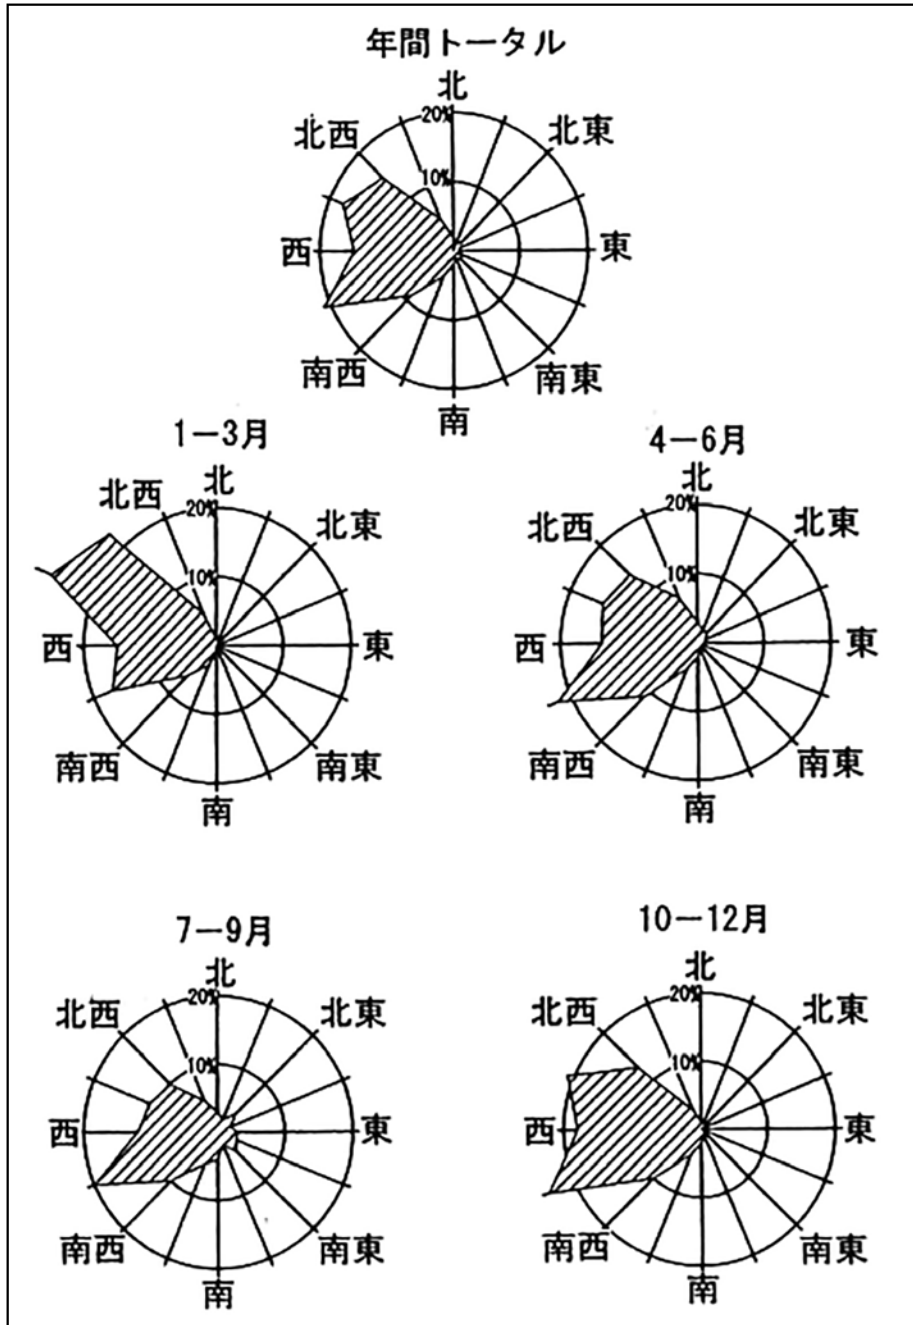 年間トータル
北
20%
北西
北東
10%
西
東
南西
南東
南
1－3月
北
20%
北西
北東
10%
西
東
南西
南東
南
4－6月
北
20%
北西
北東
10%
西
東
南西
南東
南
7－9月
北
20%
北西
北東
10%
西
東
南西
南東
南
10－12月
北
20%
北西
北東
10%
西
東
南西
南東
南